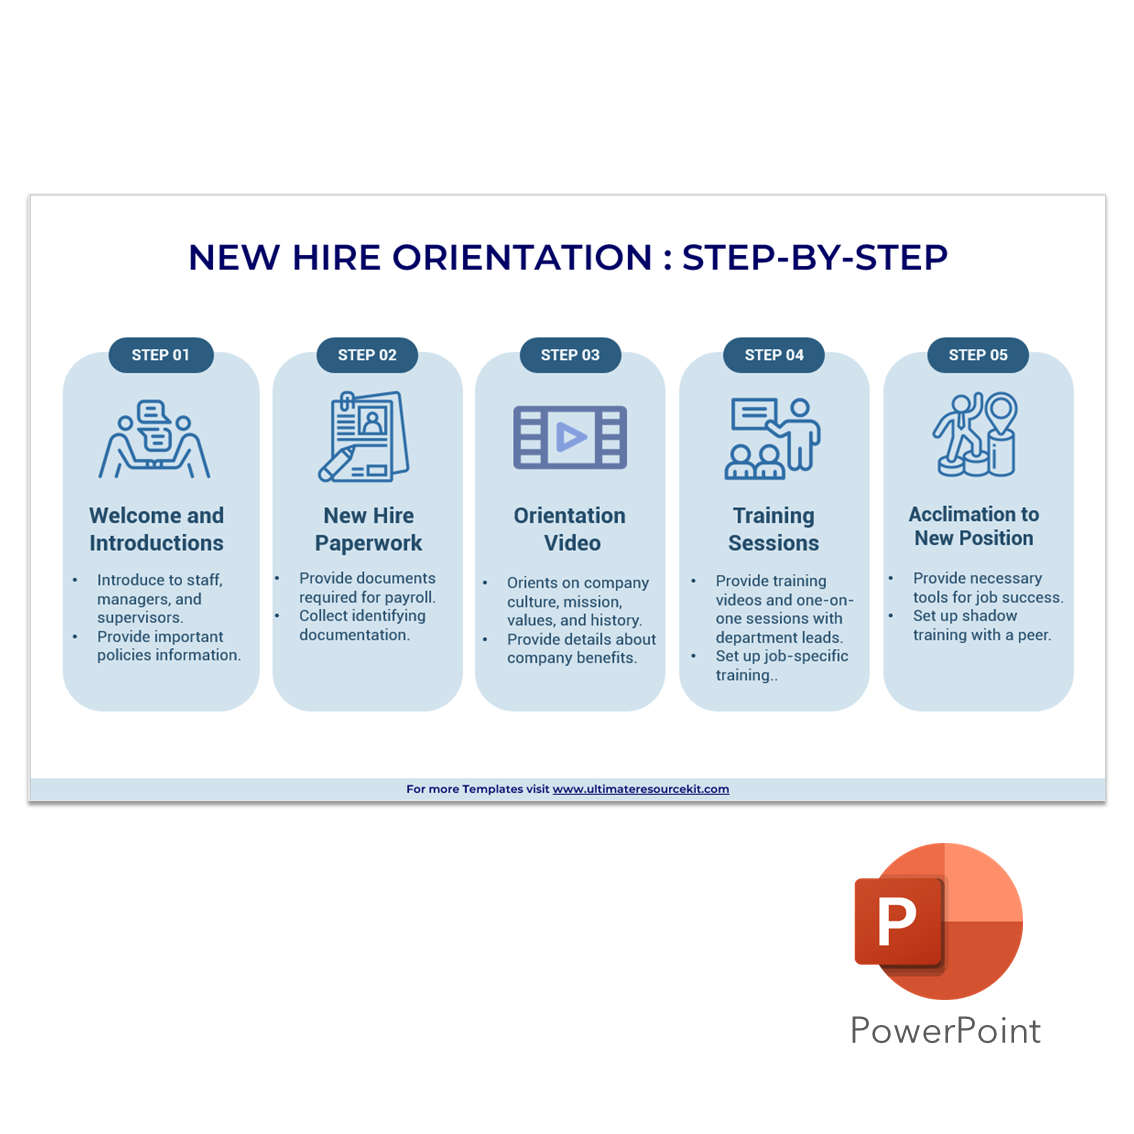 NEW HIRE ORIENTATION : STEP-BY-STEP
STEP 01
Welcome and
Introductions
• Introduce to staff,
managers, and
supervisors.
• Provide important
policies information.
STEP 02
New Hire
Paperwork
• Provide documents
required for payroll.
• Collect identifying
documentation.
STEP 03
Orientation
Video
• Orients on company
culture, mission,
values, and history.
• Provide details about
company benefits.
STEP 04
Training
Sessions
• Provide training
videos and one-on-
one sessions with
department leads.
• Set up job-specific
training..
STEP 05
Acclimation to
New Position
• Provide necessary
tools for job success.
• Set up shadow
training with a peer.
For more Templates visit www.ultimateresourcekit.com
P
PowerPoint